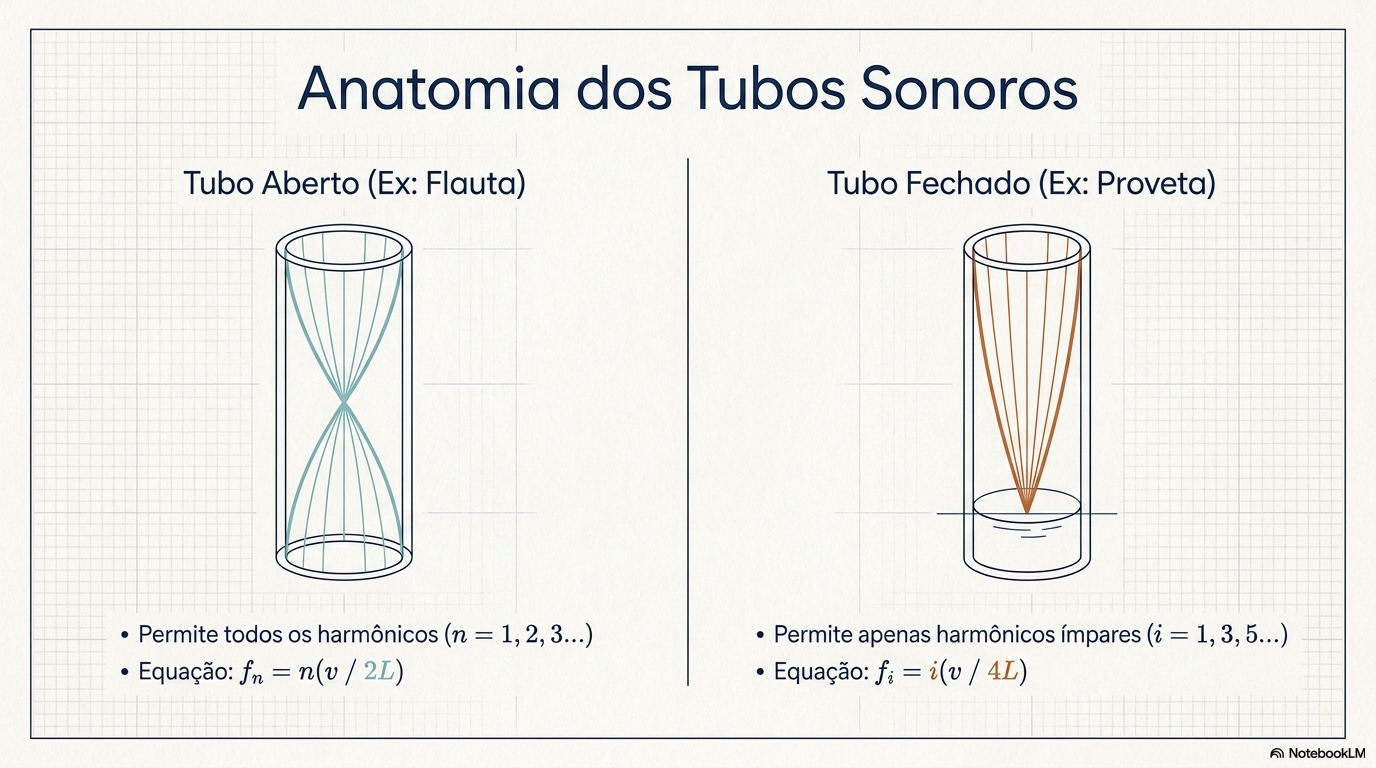 Anatomia dos Tubos Sonoros
Tubo Aberto (Ex: Flauta)
• Permite todos os harmônicos (n = 1, 2, 3...)
• Equação: fₙ = n(v / 2L)
Tubo Fechado (Ex: Proveta)
• Permite apenas harmônicos ímpares (i = 1, 3, 5...)
• Equação: fᵢ = i(v / 4L)
NotebookLM